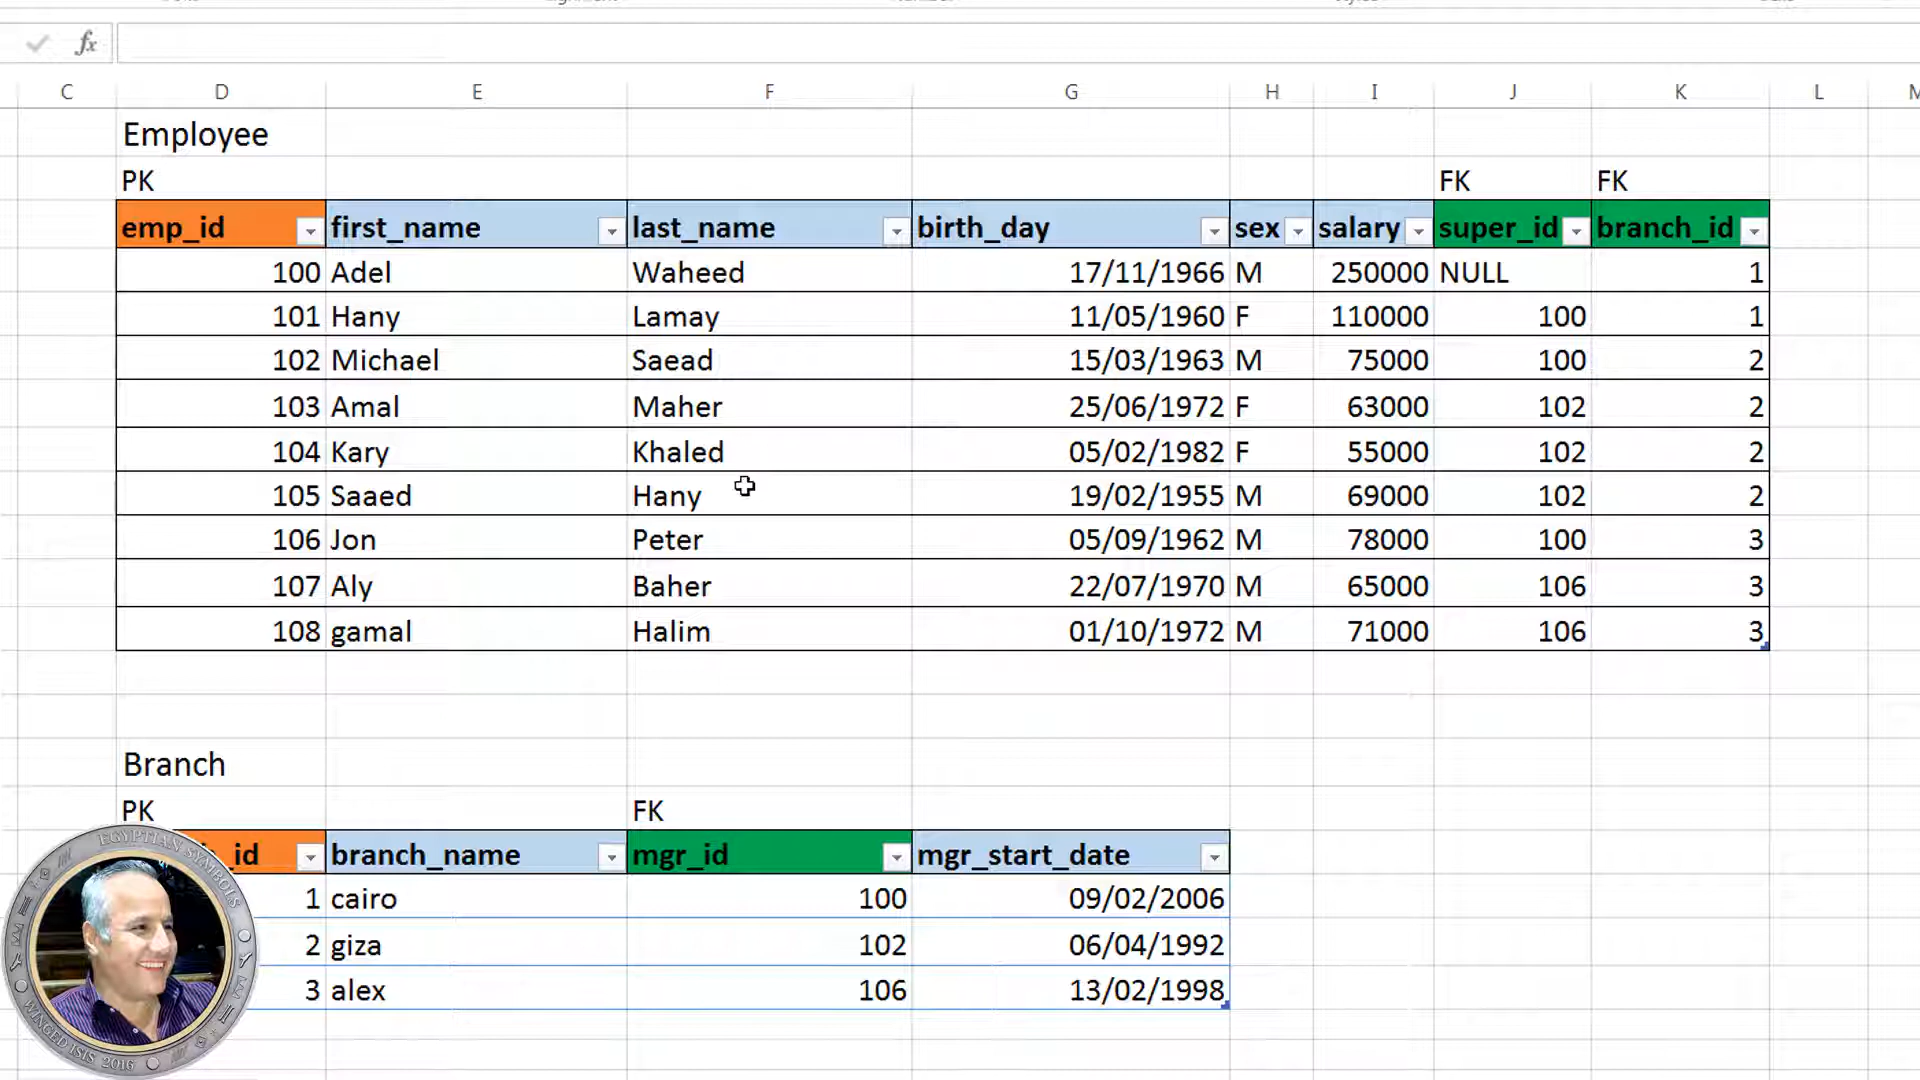 fx
C D E F G H I J K L
Employee
PK FK FK
emp_id first_name last_name birth_day sex salary super_id branch_id
100 Adel Waheed 17/11/1966 M 250000 NULL 1
101 Hany Lamay 11/05/1960 F 110000 100 1
102 Michael Saead 15/03/1963 M 75000 100 2
103 Amal Maher 25/06/1972 F 63000 102 2
104 Kary Khaled 05/02/1982 F 55000 102 2
105 Saaed Hany 19/02/1955 M 69000 102 2
106 Jon Peter 05/09/1962 M 78000 100 3
107 Aly Baher 22/07/1970 M 65000 106 3
108 gamal Halim 01/10/1972 M 71000 106 3
Branch
PK FK
_id branch_name mgr_id mgr_start_date
1 cairo 100 09/02/2006
2 giza 102 06/04/1992
3 alex 106 13/02/1998
EGYPTIAN SYMBOLS
WINGED ISIS 2016